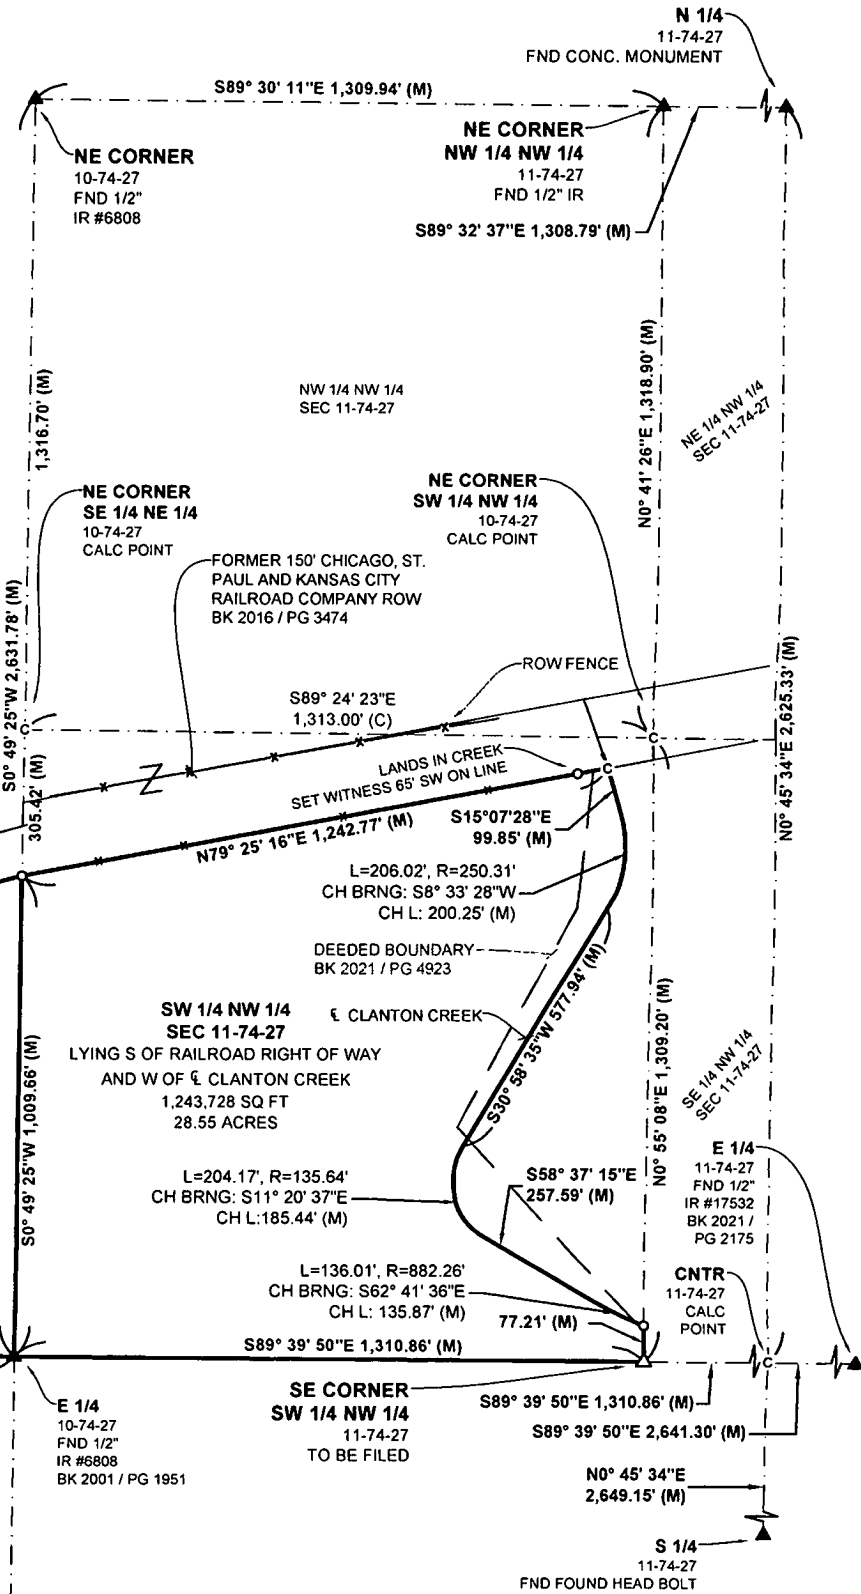 N 1/4
11-74-27
FND CONC. MONUMENT
S89° 30' 11"E 1,309.94' (M)
NE CORNER
10-74-27
FND 1/2"
IR #6808
NE CORNER
NW 1/4 NW 1/4
11-74-27
FND 1/2" IR
S89° 32' 37"E 1,308.79' (M)
1,316.70' (M)
NW 1/4 NW 1/4
SEC 11-74-27
N0° 41' 26"E 1,318.90' (M)
NE 1/4 NW 1/4
SEC 11-74-27
NE CORNER
SE 1/4 NE 1/4
10-74-27
CALC POINT
NE CORNER
SW 1/4 NW 1/4
10-74-27
CALC POINT
FORMER 150' CHICAGO, ST.
PAUL AND KANSAS CITY
RAILROAD COMPANY ROW
BK 2016 / PG 3474
S0° 49' 25"W 2,631.78' (M)
ROW FENCE
S89° 24' 23"E
1,313.00' (C)
C
C
C
N0° 45' 34"E 2,625.33' (M)
305.42' (M)
Z
LANDS IN CREEK
SET WITNESS 65' SW ON LINE
N79° 25' 16"E 1,242.77' (M)
S15°07'28"E
99.85' (M)
L=206.02', R=250.31'
CH BRNG: S8° 33' 28"W
CH L: 200.25' (M)
DEEDED BOUNDARY
BK 2021 / PG 4923
℄ CLANTON CREEK
S30° 58' 35"W 577.94' (M)
SW 1/4 NW 1/4
SEC 11-74-27
LYING S OF RAILROAD RIGHT OF WAY
AND W OF ℄ CLANTON CREEK
1,243,728 SQ FT
28.55 ACRES
S0° 49' 25"W 1,009.66' (M)
N0° 55' 08"E 1,309.20' (M)
SE 1/4 NW 1/4
SEC 11-74-27
E 1/4
11-74-27
FND 1/2"
IR #17532
BK 2021 /
PG 2175
L=204.17', R=135.64'
CH BRNG: S11° 20' 37"E
CH L:185.44' (M)
S58° 37' 15"E
257.59' (M)
L=136.01', R=882.26'
CH BRNG: S62° 41' 36"E
CH L: 135.87' (M)
77.21' (M)
CNTR
11-74-27
CALC
POINT
C
S89° 39' 50"E 1,310.86' (M)
E 1/4
10-74-27
FND 1/2"
IR #6808
BK 2001 / PG 1951
SE CORNER
SW 1/4 NW 1/4
11-74-27
TO BE FILED
S89° 39' 50"E 1,310.86' (M)
S89° 39' 50"E 2,641.30' (M)
N0° 45' 34"E
2,649.15' (M)
S 1/4
11-74-27
FND FOUND HEAD BOLT